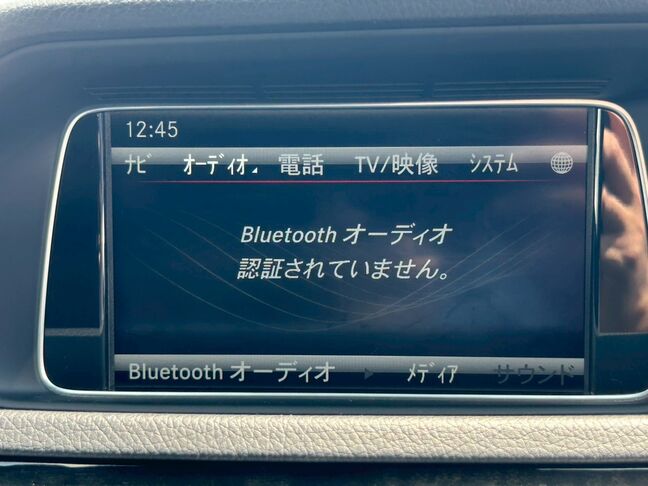 12:45
ナビ オーディオ 電話 TV/映像 システム
Bluetooth オーディオ
認証されていません。
Bluetooth オーディオ メディア サウンド